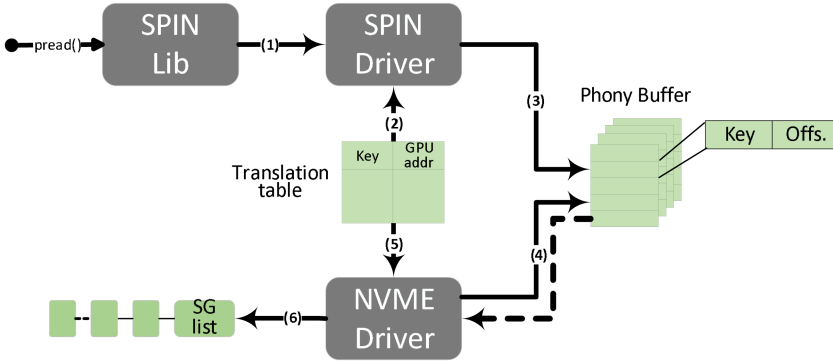 SPIN
Lib
SPIN
Driver
pread()
(1)
(2)
(3)
Phony Buffer
Key
Offs.
Translation
table
Key
GPU
addr
(5)
(4)
SG
list
(6)
NVME
Driver